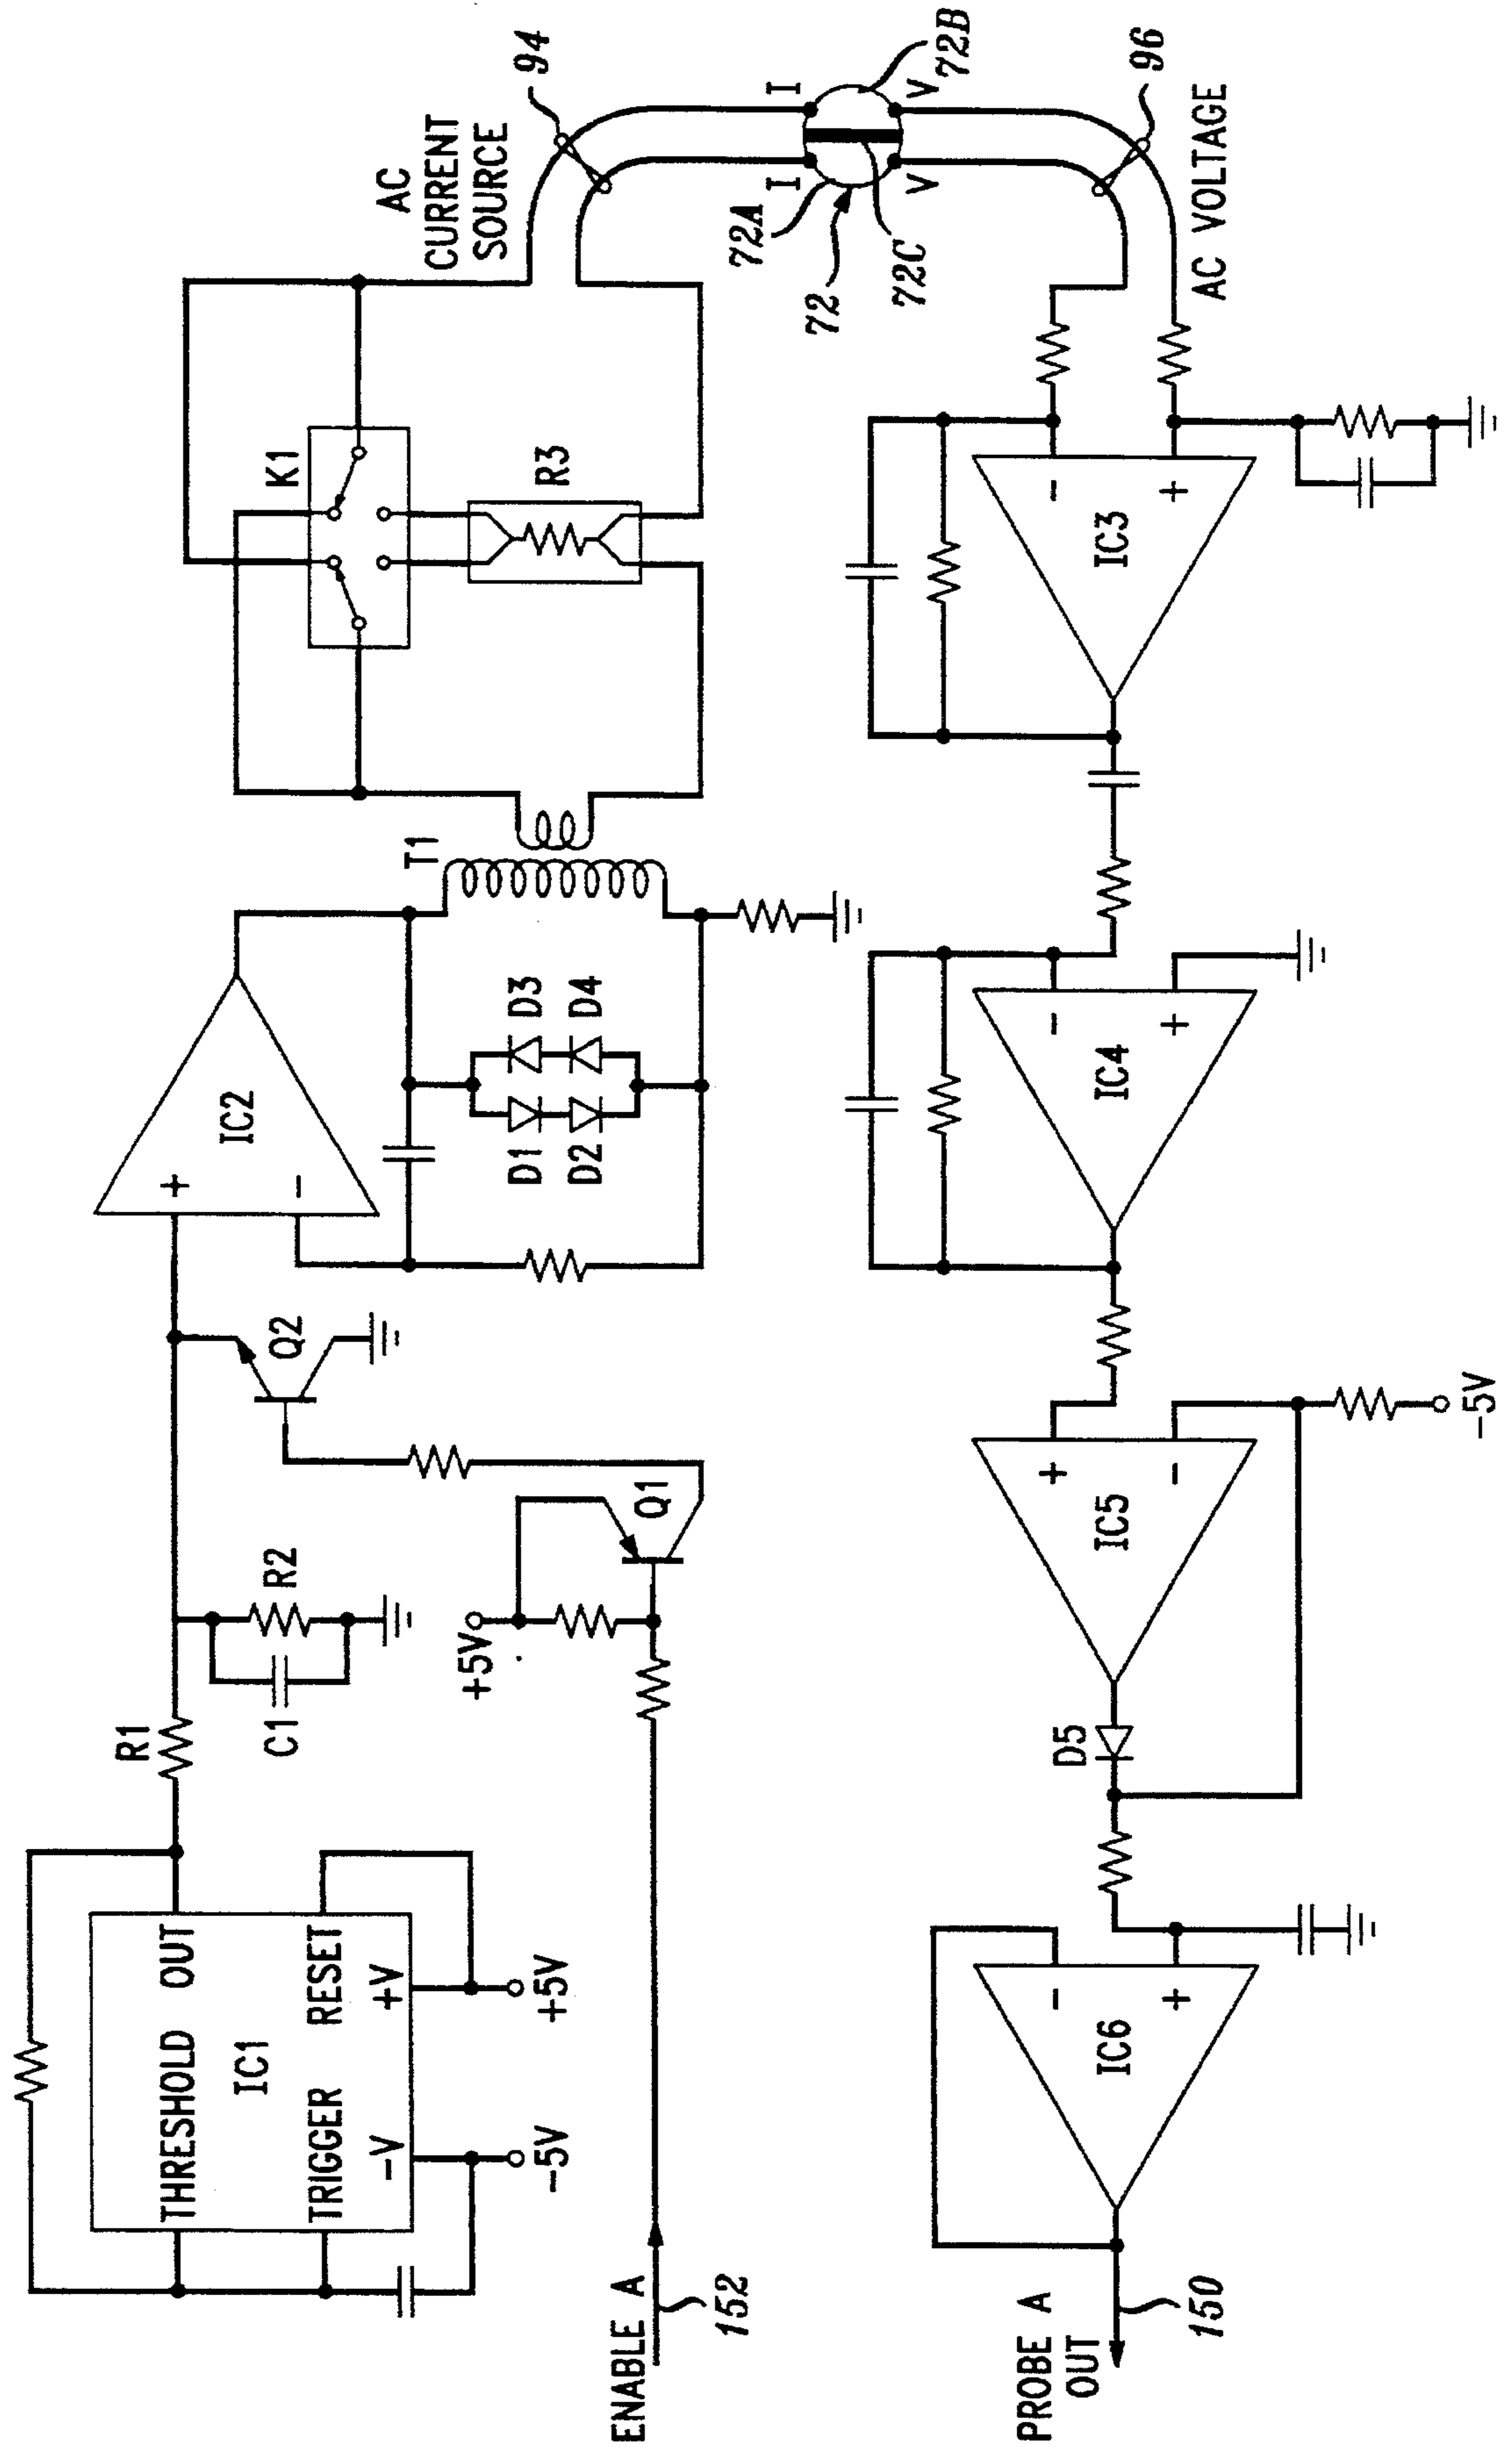 THRESHOLD OUT
IC1
TRIGGER RESET
-V +V
-5V +5V
R1
C1
R2
+5V
Q1
Q2
ENABLE A
152
+
-
IC2
D1
D2
D3
D4
T1
K1
R3
AC
CURRENT
SOURCE
94
I
I
72A
72
72C
72B
V
V
96
AC VOLTAGE
-
+
IC3
-
+
IC4
+
-
IC5
-5V
D5
-
+
IC6
PROBE A
OUT
150